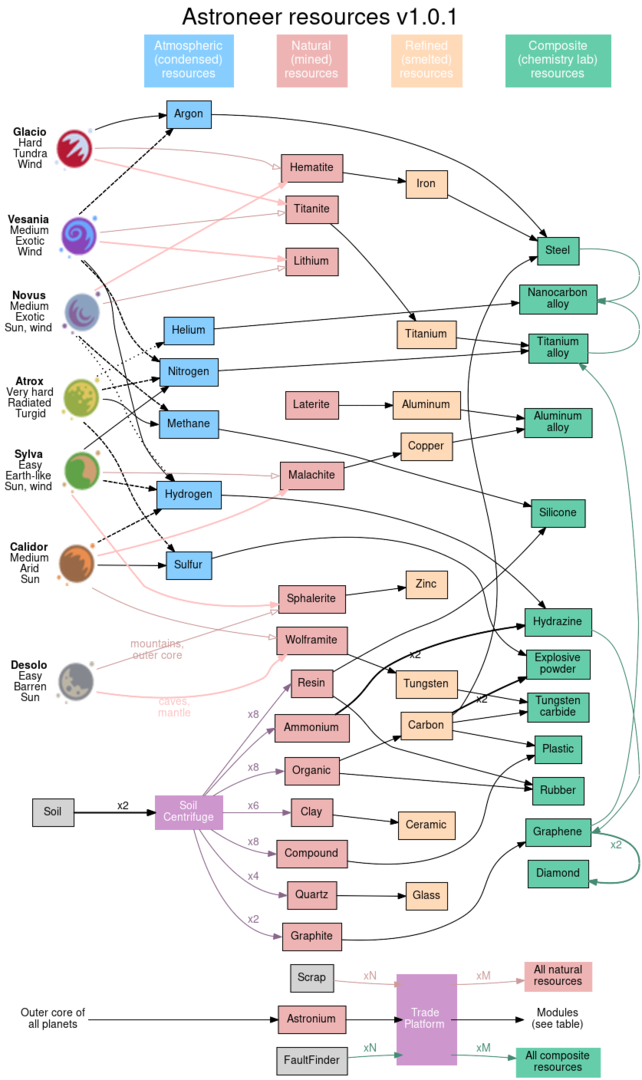 Astroneer resources v1.0.1
Atmospheric
(condensed)
resources
Natural
(mined)
resources
Refined
(smelted)
resources
Composite
(chemistry lab)
resources
Glacio
Hard
Tundra
Wind
Vesania
Medium
Exotic
Wind
Novus
Medium
Exotic
Sun, wind
Atrox
Very hard
Radiated
Turgid
Sylva
Easy
Earth-like
Sun, wind
Calidor
Medium
Arid
Sun
Desolo
Easy
Barren
Sun
Argon
Helium
Nitrogen
Methane
Hydrogen
Sulfur
Hematite
Titanite
Lithium
Laterite
Malachite
Sphalerite
Wolframite
Resin
Ammonium
Organic
Clay
Compound
Quartz
Graphite
Iron
Titanium
Aluminum
Copper
Zinc
Tungsten
Carbon
Ceramic
Glass
Steel
Nanocarbon
alloy
Titanium
alloy
Aluminum
alloy
Silicone
Hydrazine
Explosive
powder
Tungsten
carbide
Plastic
Rubber
Graphene
Diamond
mountains,
outer core
caves,
mantle
x2
x2
x2
Soil
x2
Soil
Centrifuge
x8
x8
x6
x8
x4
x2
Scrap
xN
Trade
Platform
xM
All natural
resources
Outer core of
all planets
Astronium
Modules
(see table)
FaultFinder
xN
xM
All composite
resources